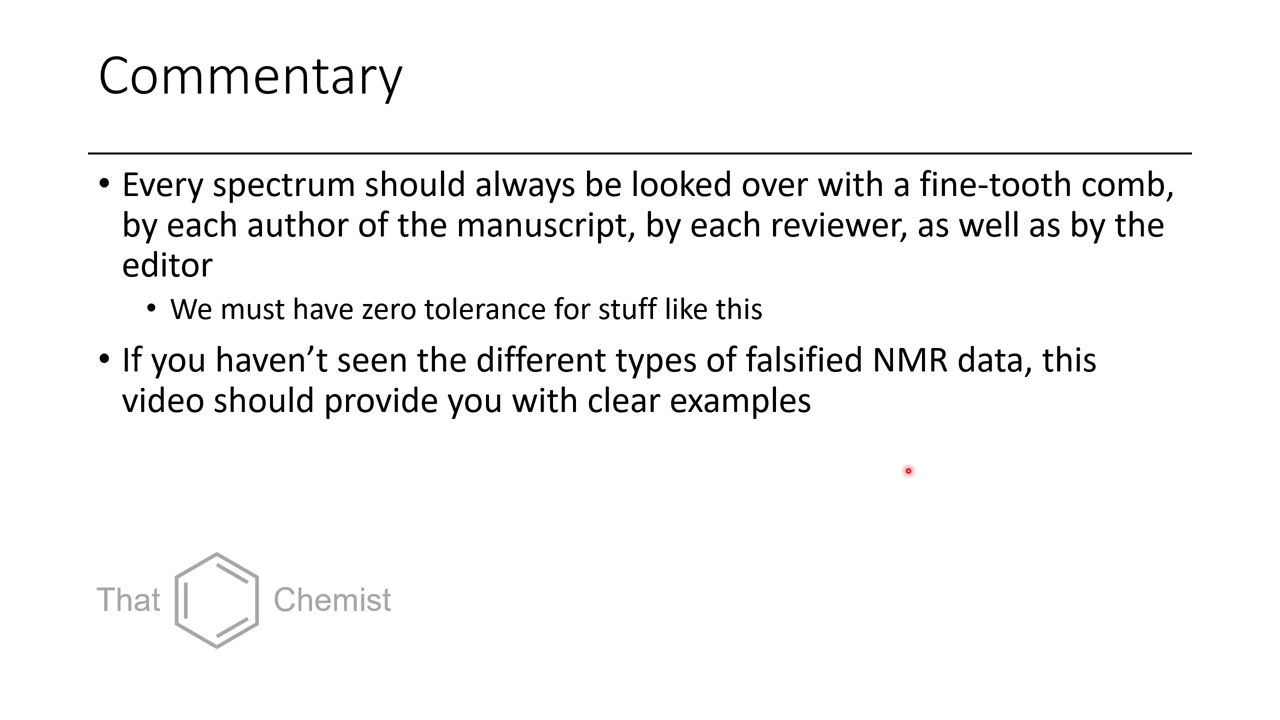 Commentary
• Every spectrum should always be looked over with a fine-tooth comb,
by each author of the manuscript, by each reviewer, as well as by the
editor
• We must have zero tolerance for stuff like this
• If you haven’t seen the different types of falsified NMR data, this
video should provide you with clear examples
That Chemist